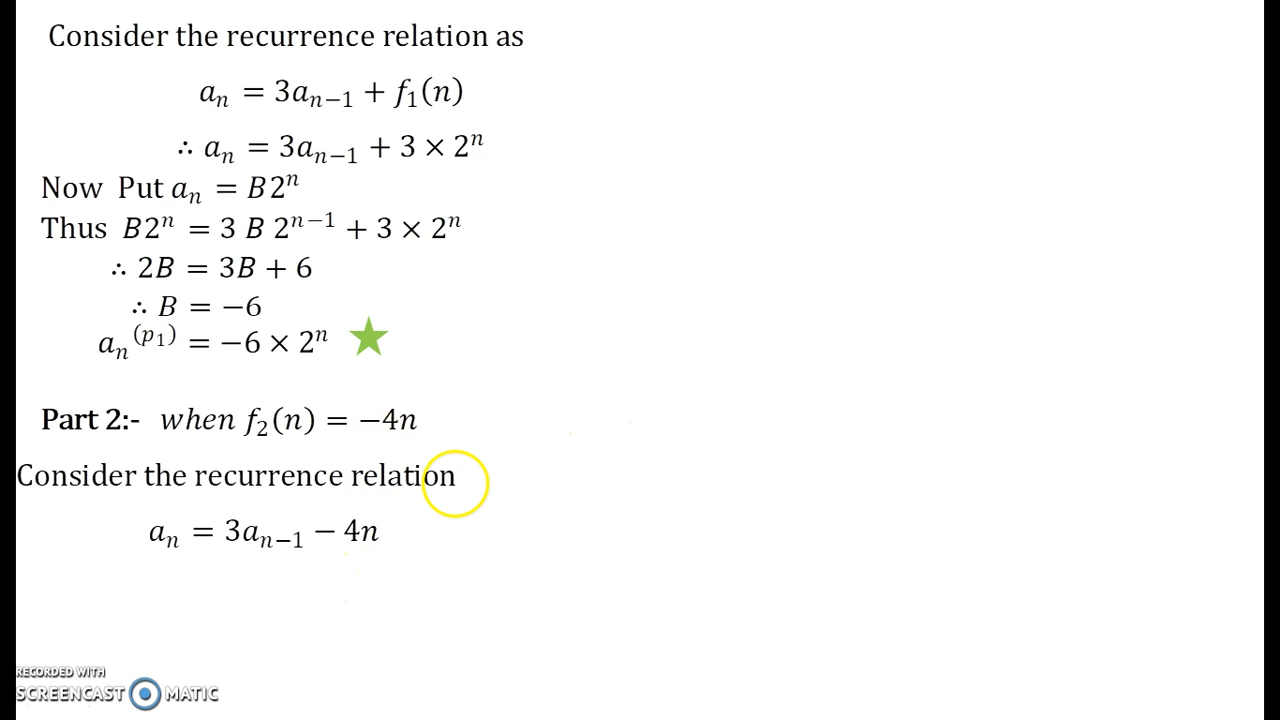 Consider the recurrence relation as
aₙ = 3aₙ₋₁ + f₁(n)
∴ aₙ = 3aₙ₋₁ + 3 × 2ⁿ
Now Put aₙ = B2ⁿ
Thus B2ⁿ = 3 B 2ⁿ⁻¹ + 3 × 2ⁿ
∴ 2B = 3B + 6
∴ B = −6
aₙ⁽ᵖ¹⁾ = −6 × 2ⁿ
Part 2:- when f₂(n) = −4n
Consider the recurrence relation
aₙ = 3aₙ₋₁ − 4n
RECORDED WITH
SCREENCAST MATIC